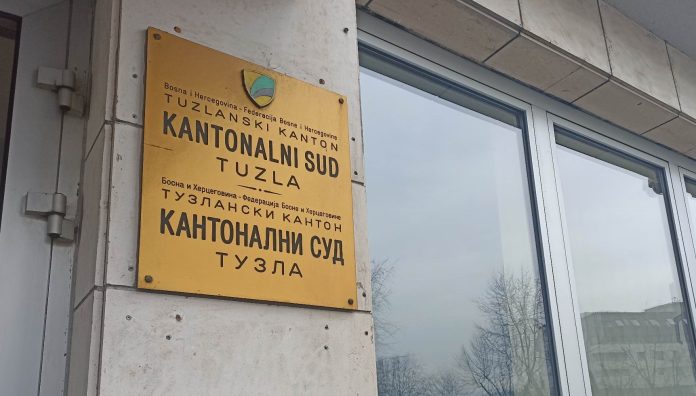 Bosna i Hercegovina - Federacija Bosne i Hercegovine
TUZLANSKI KANTON
KANTONALNI SUD
TUZLA
Босна и Херцеговина - Федерација Босне и Херцеговине
ТУЗЛАНСКИ КАНТОН
КАНТОНАЛНИ СУД
ТУЗЛА